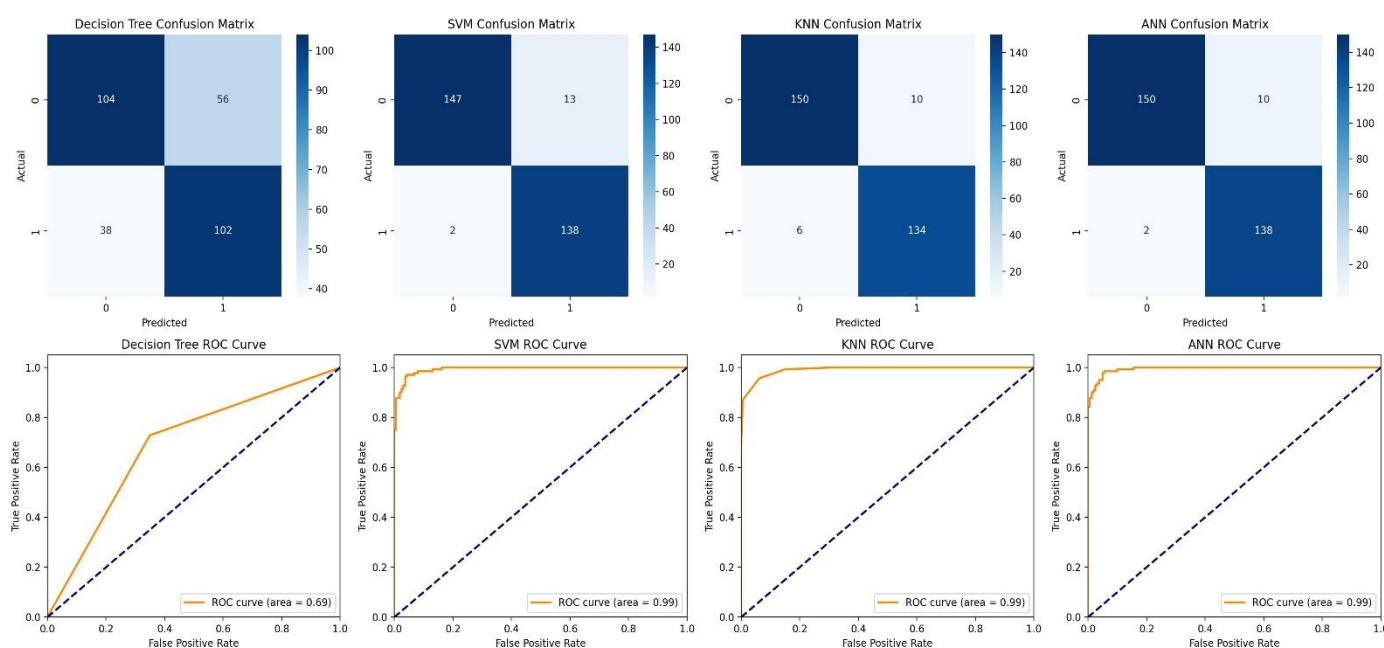 Decision Tree Confusion Matrix
104 56
38 102
0
1
Actual
0 1
Predicted
100
90
80
70
60
50
40
SVM Confusion Matrix
147 13
2 138
0
1
Actual
0 1
Predicted
140
120
100
80
60
40
20
KNN Confusion Matrix
150 10
6 134
0
1
Actual
0 1
Predicted
140
120
100
80
60
40
20
ANN Confusion Matrix
150 10
2 138
0
1
Actual
0 1
Predicted
140
120
100
80
60
40
20
Decision Tree ROC Curve
1.0
0.8
0.6
0.4
0.2
0.0
True Positive Rate
ROC curve (area = 0.69)
0.0 0.2 0.4 0.6 0.8 1.0
False Positive Rate
SVM ROC Curve
1.0
0.8
0.6
0.4
0.2
0.0
True Positive Rate
ROC curve (area = 0.99)
0.0 0.2 0.4 0.6 0.8 1.0
False Positive Rate
KNN ROC Curve
1.0
0.8
0.6
0.4
0.2
0.0
True Positive Rate
ROC curve (area = 0.99)
0.0 0.2 0.4 0.6 0.8 1.0
False Positive Rate
ANN ROC Curve
1.0
0.8
0.6
0.4
0.2
0.0
True Positive Rate
ROC curve (area = 0.99)
0.0 0.2 0.4 0.6 0.8 1.0
False Positive Rate